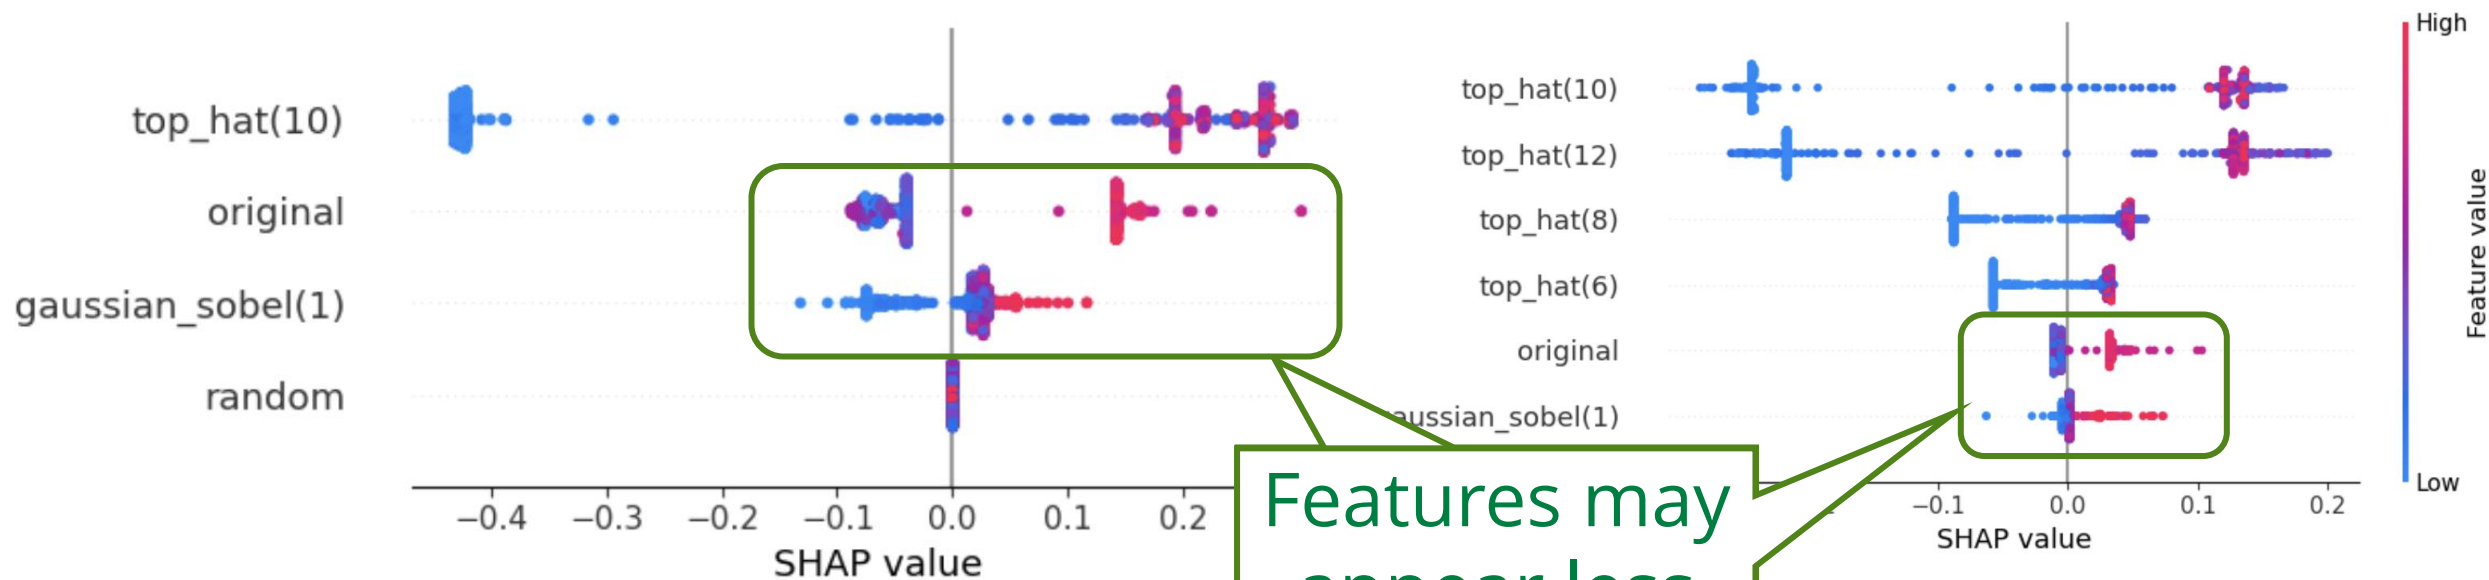 top_hat(10)
original
gaussian_sobel(1)
random
−0.4 −0.3 −0.2 −0.1 0.0 0.1 0.2
SHAP value
top_hat(10)
top_hat(12)
top_hat(8)
top_hat(6)
original
aussian_sobel(1)
−0.1 0.0 0.1 0.2
SHAP value
High
Feature value
Low
Features may
appear less